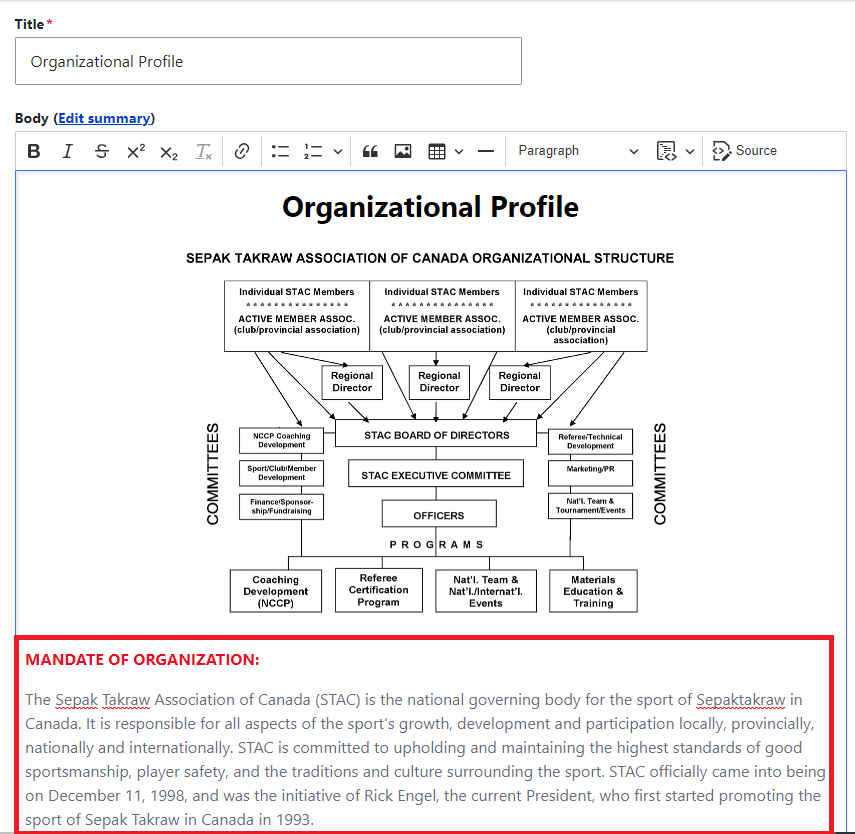 Title*
Organizational Profile
Body (Edit summary)
B I S X² X₂ Tx Paragraph Source
Organizational Profile
SEPAK TAKRAW ASSOCIATION OF CANADA ORGANIZATIONAL STRUCTURE
Individual STAC Members
* * * * * * * * * * * * * * *
ACTIVE MEMBER ASSOC.
(club/provincial association)
Individual STAC Members
* * * * * * * * * * * * * * *
ACTIVE MEMBER ASSOC.
(club/provincial association)
Individual STAC Members
* * * * * * * * * * * * * * *
ACTIVE MEMBER ASSOC.
(club/provincial
association)
Regional
Director
Regional
Director
Regional
Director
COMMITTEES
NCCP Coaching
Development
Sport/Club/Member
Development
Finance/Sponsor-
ship/Fundraising
STAC BOARD OF DIRECTORS
STAC EXECUTIVE COMMITTEE
OFFICERS
Referee/Technical
Development
Marketing/PR
Nat'l. Team &
Tournament/Events
COMMITTEES
PROGRAMS
Coaching
Development
(NCCP)
Referee
Certification
Program
Nat'l. Team &
Nat'l./Internat'l.
Events
Materials
Education &
Training
MANDATE OF ORGANIZATION:
The Sepak Takraw Association of Canada (STAC) is the national governing body for the sport of Sepaktakraw in
Canada. It is responsible for all aspects of the sport's growth, development and participation locally, provincially,
nationally and internationally. STAC is committed to upholding and maintaining the highest standards of good
sportsmanship, player safety, and the traditions and culture surrounding the sport. STAC officially came into being
on December 11, 1998, and was the initiative of Rick Engel, the current President, who first started promoting the
sport of Sepak Takraw in Canada in 1993.